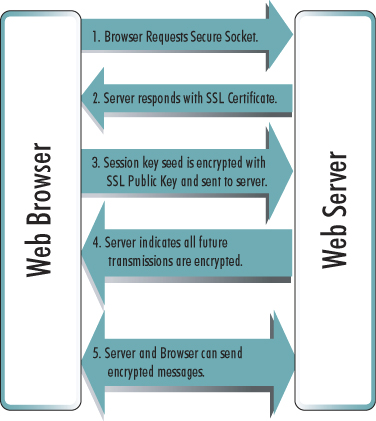 Web Browser
1. Browser Requests Secure Socket.
2. Server responds with SSL Certificate.
3. Session key seed is encrypted with
SSL Public Key and sent to server.
4. Server indicates all future
transmissions are encrypted.
5. Server and Browser can send
encrypted messages.
Web Server